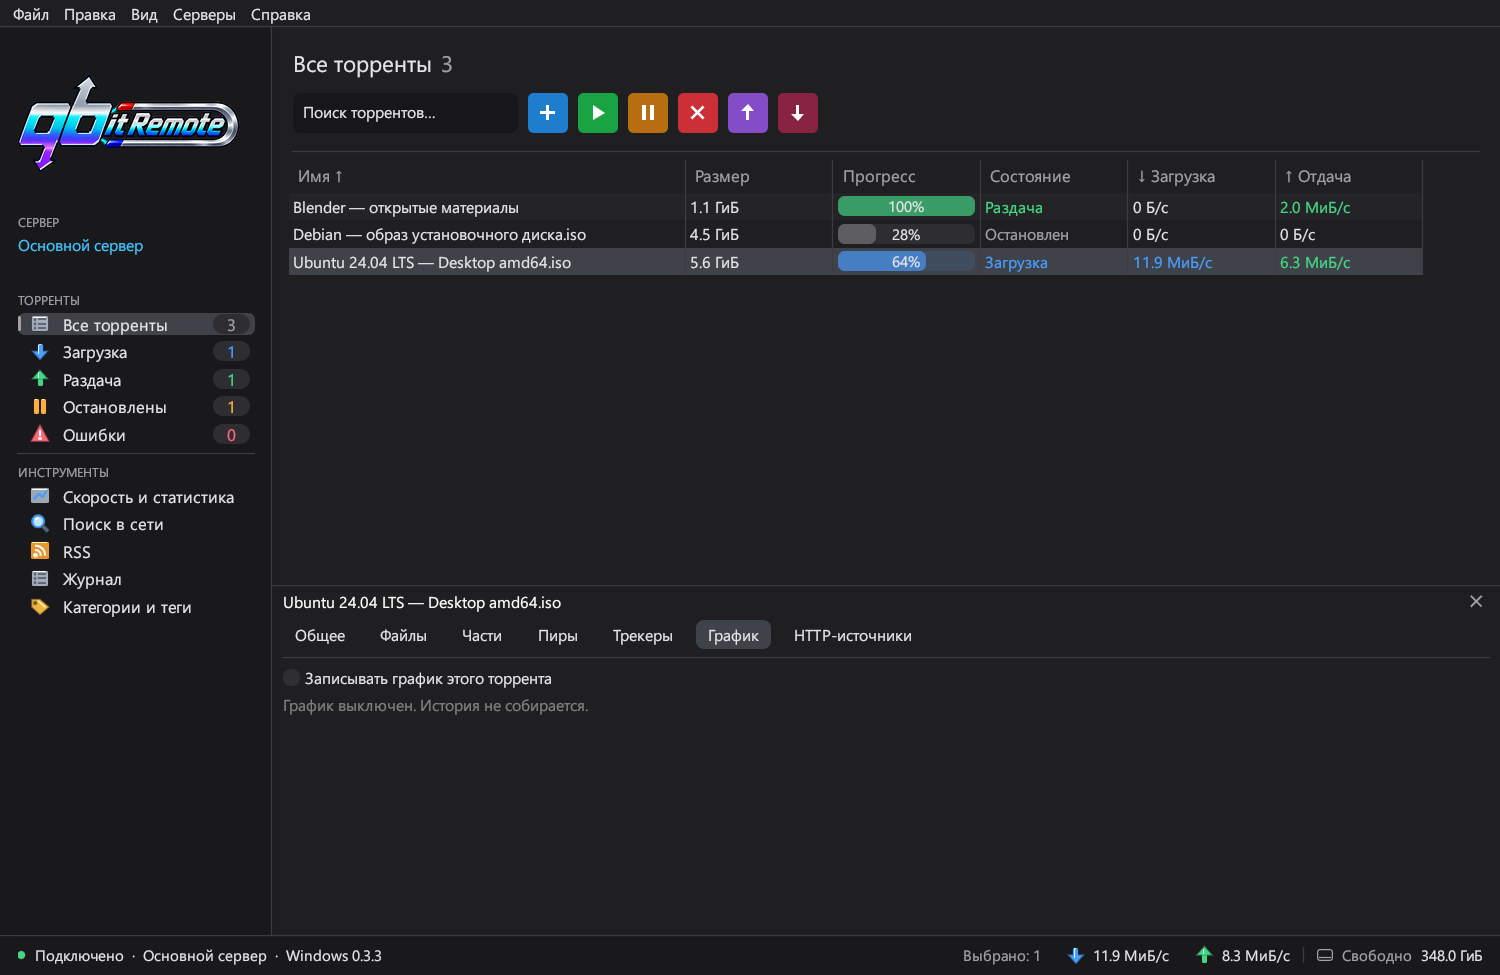 Файл Правка Вид Серверы Справка
qBitRemote
СЕРВЕР
Основной сервер
ТОРРЕНТЫ
Все торренты 3
Загрузка 1
Раздача 1
Остановлены 1
Ошибки 0
ИНСТРУМЕНТЫ
Скорость и статистика
Поиск в сети
RSS
Журнал
Категории и теги
Все торренты 3
Поиск торрентов...
Имя ↑ Размер Прогресс Состояние ↓ Загрузка ↑ Отдача
Blender — открытые материалы 1.1 ГиБ 100% Раздача 0 Б/с 2.0 МиБ/с
Debian — образ установочного диска.iso 4.5 ГиБ 28% Остановлен 0 Б/с 0 Б/с
Ubuntu 24.04 LTS — Desktop amd64.iso 5.6 ГиБ 64% Загрузка 11.9 МиБ/с 6.3 МиБ/с
Ubuntu 24.04 LTS — Desktop amd64.iso
Общее Файлы Части Пиры Трекеры График HTTP-источники
Записывать график этого торрента
График выключен. История не собирается.
Подключено · Основной сервер · Windows 0.3.3 Выбрано: 1 11.9 МиБ/с 8.3 МиБ/с Свободно 348.0 ГиБ